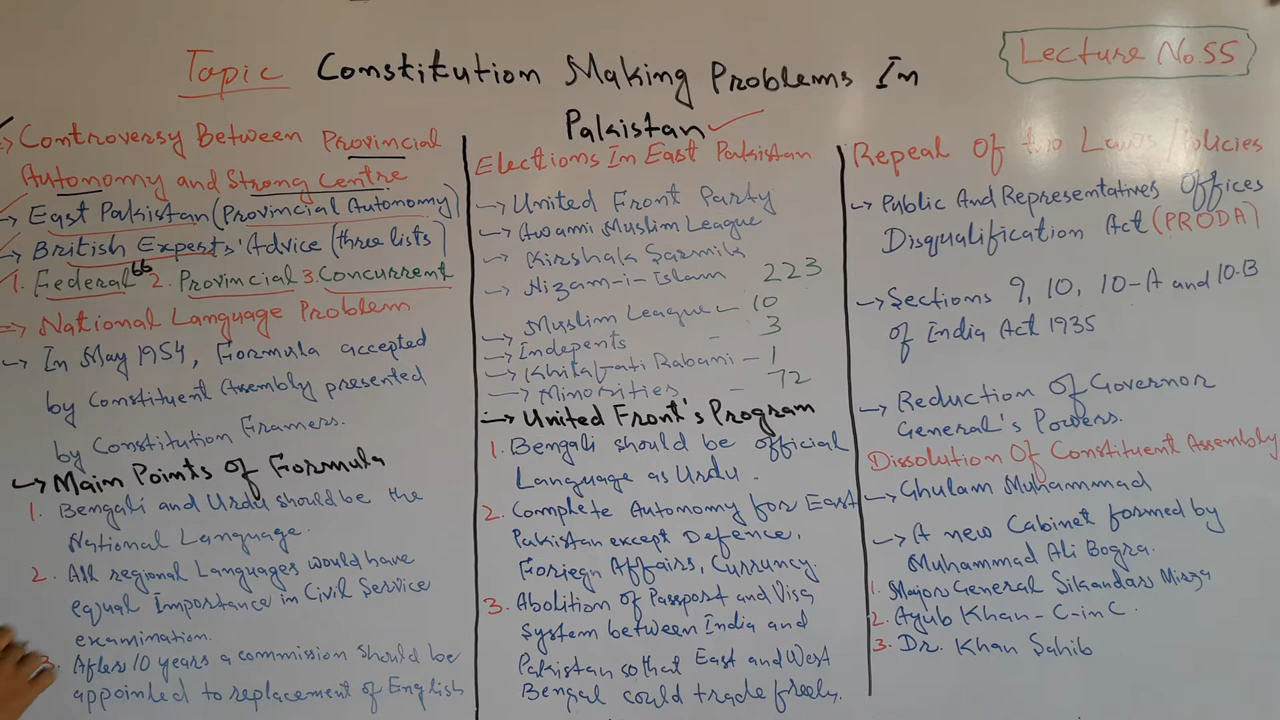 Topic Constitution Making Problems In
Pakistan
Lecture No.55
=> Controversy Between Provincial
Autonomy and Strong Centre
→ East Pakistan (Provincial Autonomy)
→ British Experts' Advice (three lists)
1. Federal 66 2. Provincial 3. Concurrent
=> National Language Problem
→ In May 1954, Formula accepted
by Constituent Assembly presented
by Constitution Framers.
→ Main Points of Formula
1. Bengali and Urdu should be the
National Language.
2. All regional Languages would have
equal Importance in Civil Service
examination.
3. After 10 years a commission should be
appointed to replacement of English
Elections In East Pakistan
→ United Front Party
→ Awami Muslim League
→ Kirshak Sarmik
→ Nizam-i-Islam 223
→ Muslim League - 10
→ Indepents - 3
→ Khilafati Rabani - 1
→ Minorities - 72
→ United Front's Program
1. Bengali should be official
Language as Urdu.
2. Complete Autonomy for East
Pakistan except Defence,
Foriegn Affairs, Curruncy.
3. Abolition of Passport and Visa
System between India and
Pakistan so that East and West
Bengal could trade freely.
Repeal Of two Laws/Policies
→ Public And Representatives Offices
Disqualification Act (PRODA)
→ Sections 9, 10, 10-A and 10-B
of India Act 1935
→ Reduction of Governor
General's Powers.
Dissolution Of Constituent Assembly
→ Ghulam Muhammad
→ A new Cabinet formed by
Muhammad Ali Bogra.
1. Major General Sikandar Mirza
2. Ayub Khan - C-in C.
3. Dr. Khan Sahib